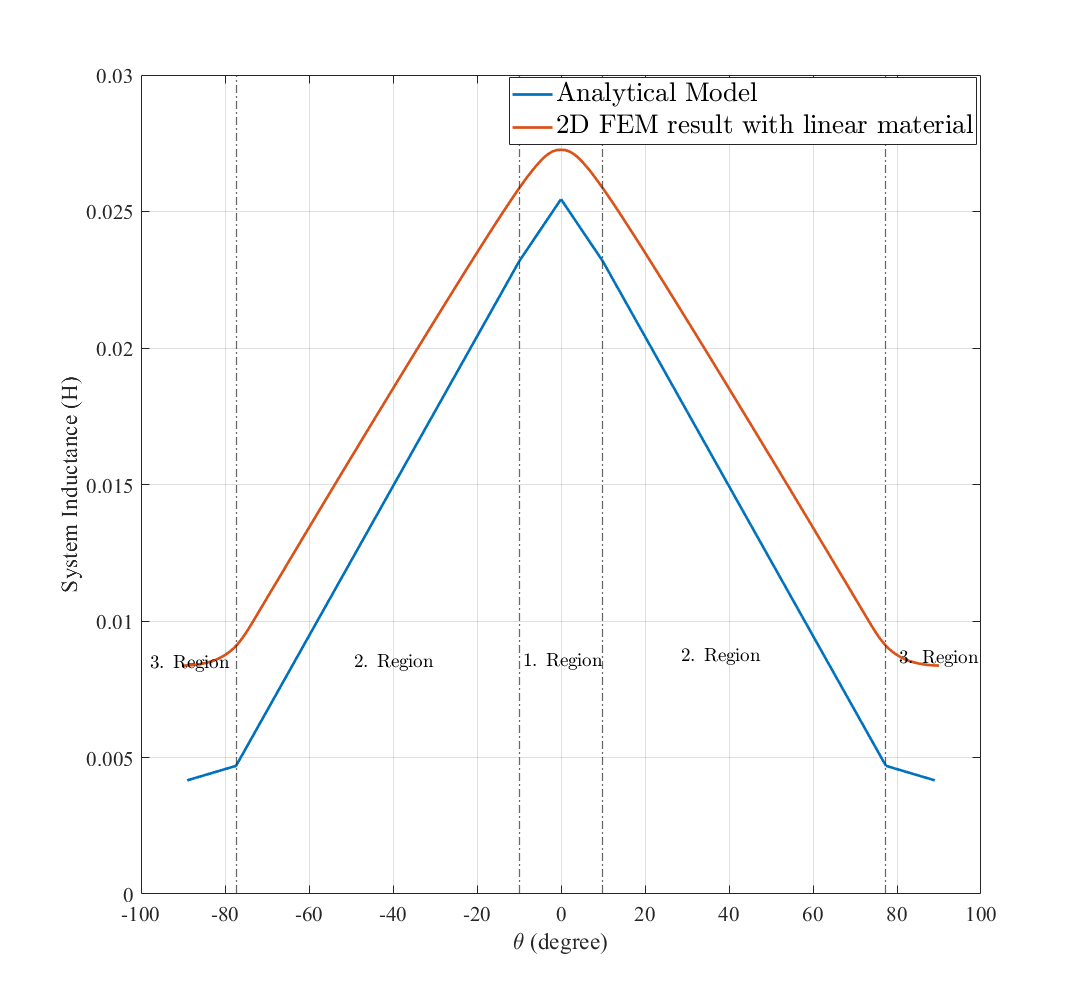 0.03
0.025
0.02
0.015
0.01
0.005
0
System Inductance (H)
Analytical Model
2D FEM result with linear material
3. Region
2. Region
1. Region
2. Region
3. Region
-100 -80 -60 -40 -20 0 20 40 60 80 100
θ (degree)